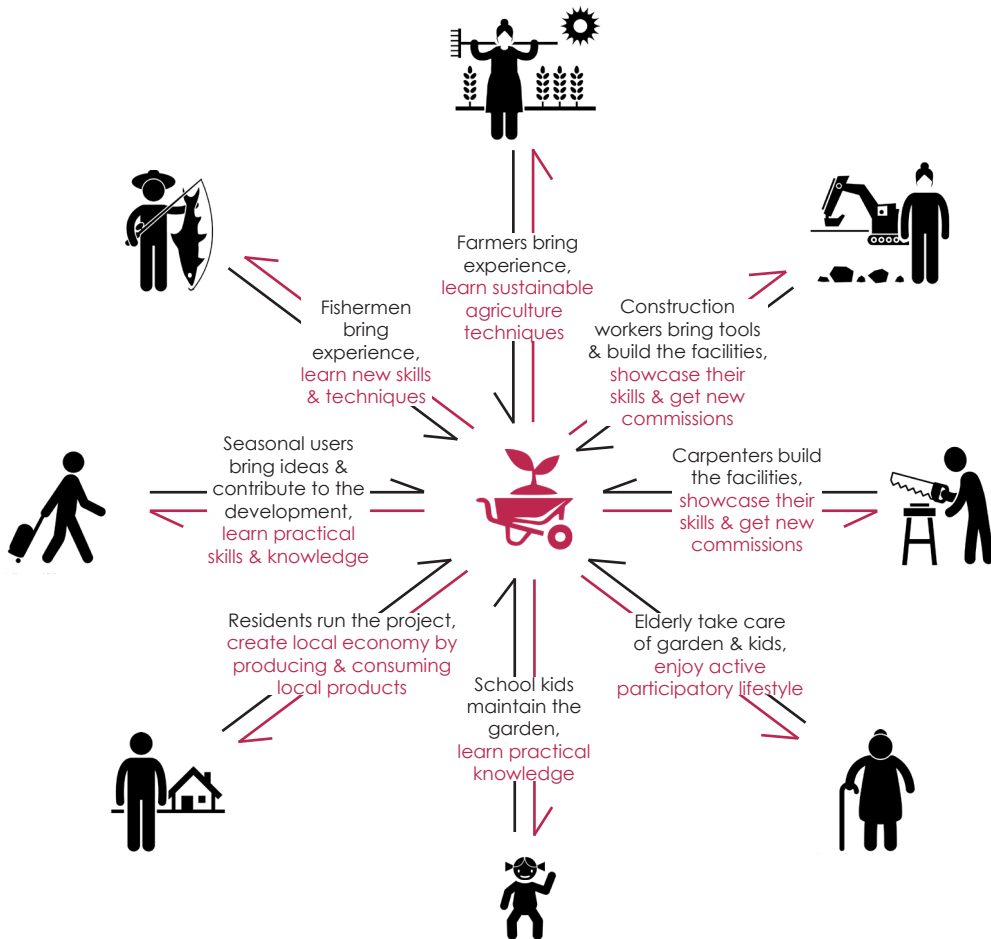 Farmers bring
experience,
learn sustainable
agriculture
techniques
Fishermen
bring
experience,
learn new skills
& techniques
Construction
workers bring tools
& build the facilities,
showcase their
skills & get new
commissions
Seasonal users
bring ideas &
contribute to the
development,
learn practical
skills & knowledge
Carpenters build
the facilities,
showcase their
skills & get new
commissions
Residents run the project,
create local economy by
producing & consuming
local products
Elderly take care
of garden & kids,
enjoy active
participatory lifestyle
School kids
maintain the
garden,
learn practical
knowledge